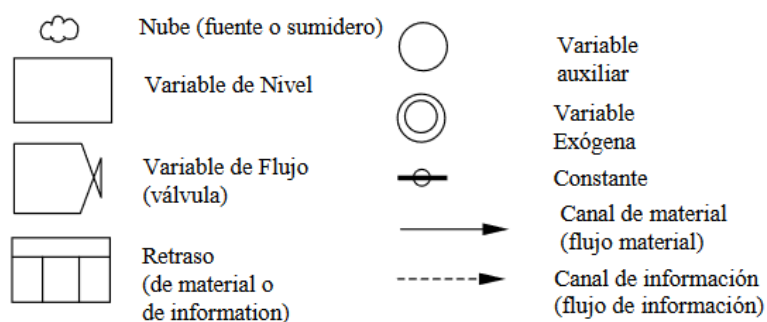 Nube (fuente o sumidero)
Variable de Nivel
Variable de Flujo
(válvula)
Retraso
(de material o
de information)
Variable
auxiliar
Variable
Exógena
Constante
Canal de material
(flujo material)
Canal de información
(flujo de información)